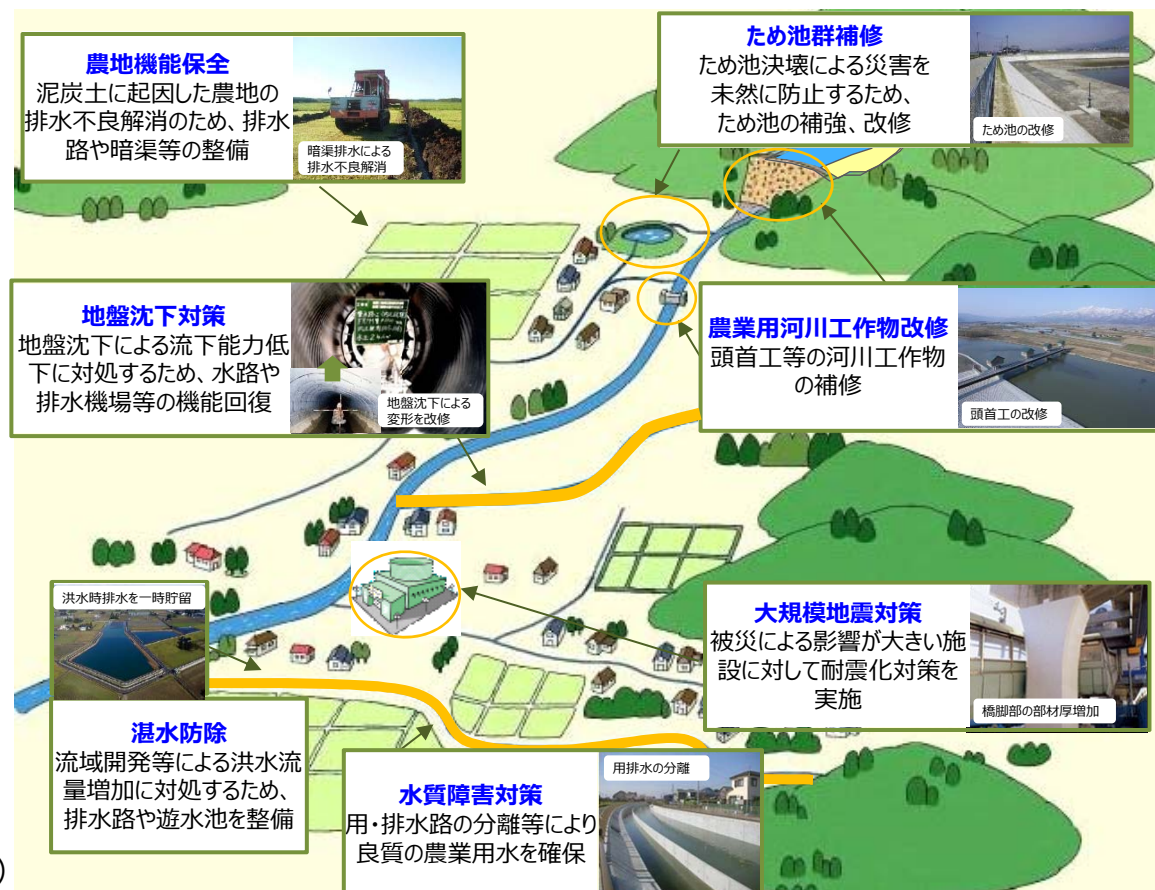 農地機能保全
泥炭土に起因した農地の
排水不良解消のため、排水
路や暗渠等の整備
暗渠排水による
排水不良解消
ため池群補修
ため池決壊による災害を
未然に防止するため、
ため池の補強、改修
ため池の改修
地盤沈下対策
地盤沈下による流下能力低
下に対処するため、水路や
排水機場等の機能回復
地盤沈下による
変形を改修
農業用河川工作物改修
頭首工等の河川工作物
の補修
頭首工の改修
洪水時排水を一時貯留
湛水防除
流域開発等による洪水流
量増加に対処するため、
排水路や遊水池を整備
大規模地震対策
被災による影響が大きい施
設に対して耐震化対策を
実施
橋脚部の部材厚増加
水質障害対策
用・排水路の分離等により
良質の農業用水を確保
用排水の分離
)